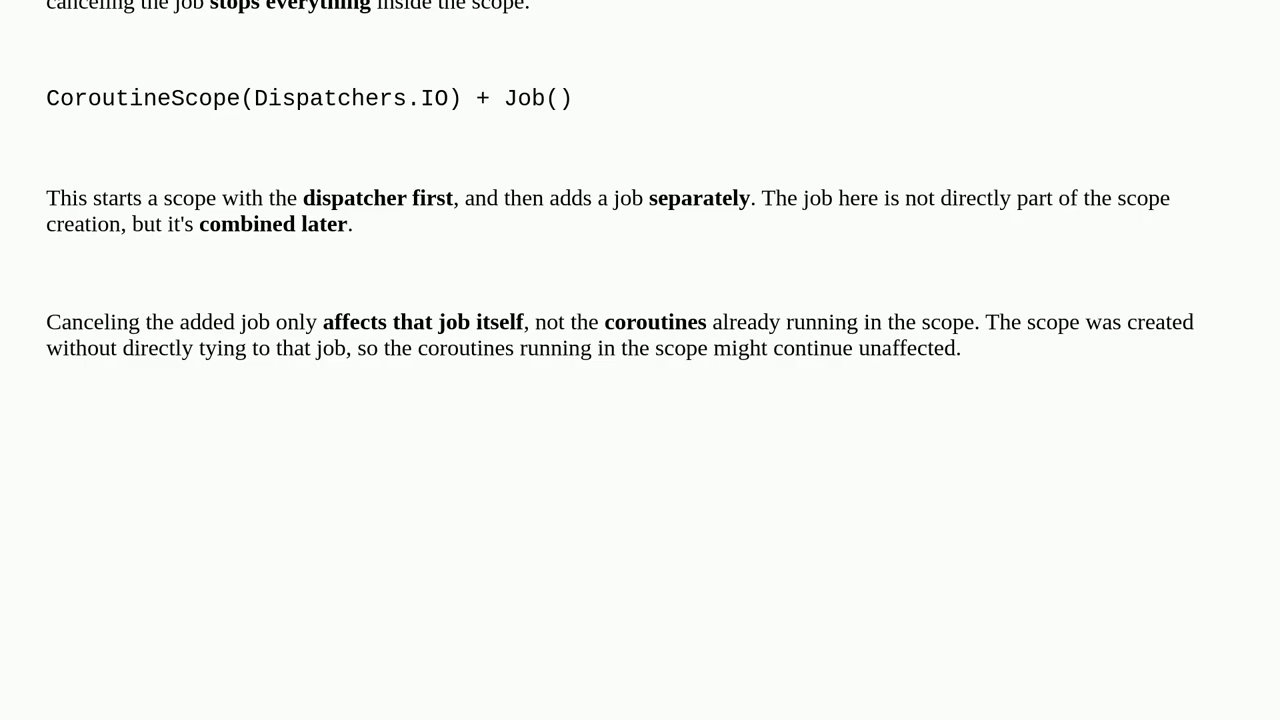 canceling the job stops everything inside the scope.
CoroutineScope(Dispatchers.IO) + Job()
This starts a scope with the dispatcher first, and then adds a job separately. The job here is not directly part of the scope
creation, but it's combined later.
Canceling the added job only affects that job itself, not the coroutines already running in the scope. The scope was created
without directly tying to that job, so the coroutines running in the scope might continue unaffected.